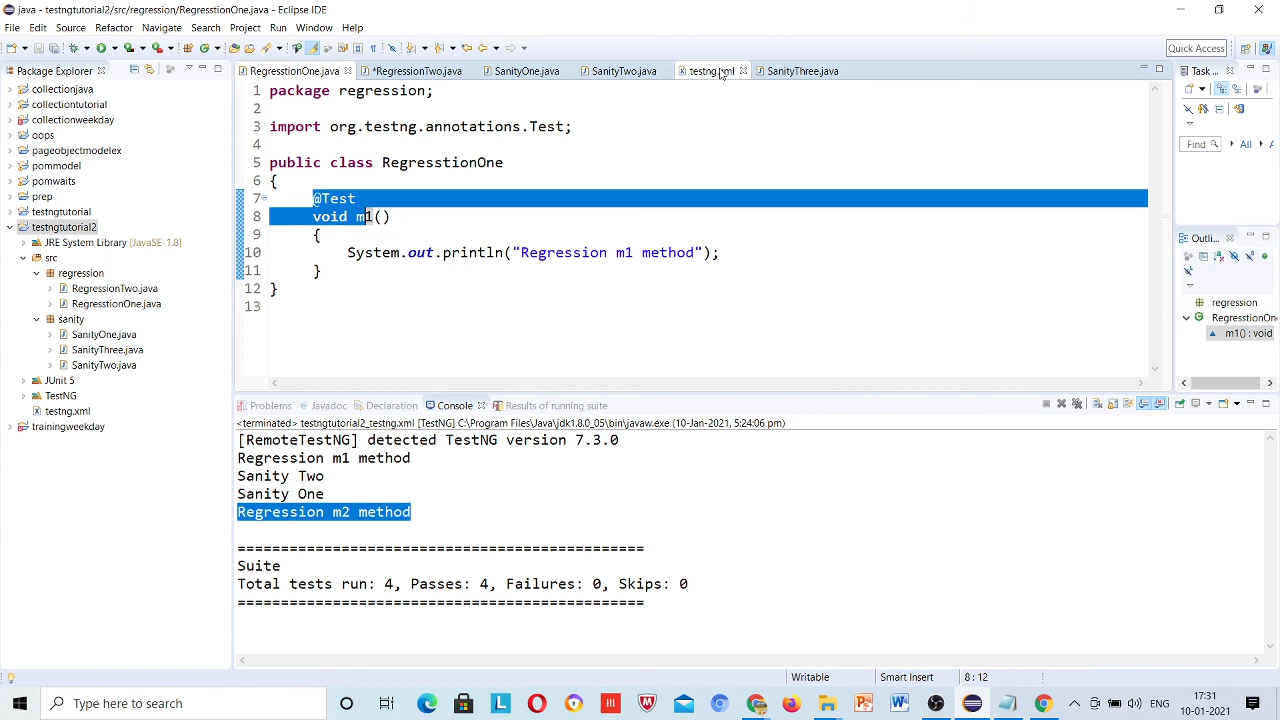 java - testngtutorial2/src/regression/RegresstionOne.java - Eclipse IDE
File Edit Source Refactor Navigate Search Project Run Window Help
Quick Access
Package Explorer
RegresstionOne.java
*RegressionTwo.java
SanityOne.java
SanityTwo.java
testng.xml
SanityThree.java
Task ...
collectionjava
collectiontutorial
collectionweekday
oops
pageobjectmodelex
pommodel
pomwaits
prep
testngtutorial
testngtutorial2
JRE System Library [JavaSE-1.8]
src
regression
RegressionTwo.java
RegresstionOne.java
sanity
SanityOne.java
SanityThree.java
SanityTwo.java
JUnit 5
TestNG
testng.xml
trainingweekday
1 package regression;
2
3 import org.testng.annotations.Test;
4
5 public class RegresstionOne
6 {
7 @Test
8 void m1()
9 {
10 System.out.println("Regression m1 method");
11 }
12 }
13
Find
All
A
Outli...
regression
RegresstionOne
m1() : void
Problems Javadoc Declaration Console Results of running suite
<terminated> testngtutorial2_testng.xml [TestNG] C:\Program Files\Java\jdk1.8.0_05\bin\javaw.exe (10-Jan-2021, 5:24:06 pm)
[RemoteTestNG] detected TestNG version 7.3.0
Regression m1 method
Sanity Two
Sanity One
Regression m2 method
===============================================
Suite
Total tests run: 4, Passes: 4, Failures: 0, Skips: 0
===============================================
Writable
Smart Insert
8 : 12
Type here to search
ENG
17:31
10-01-2021